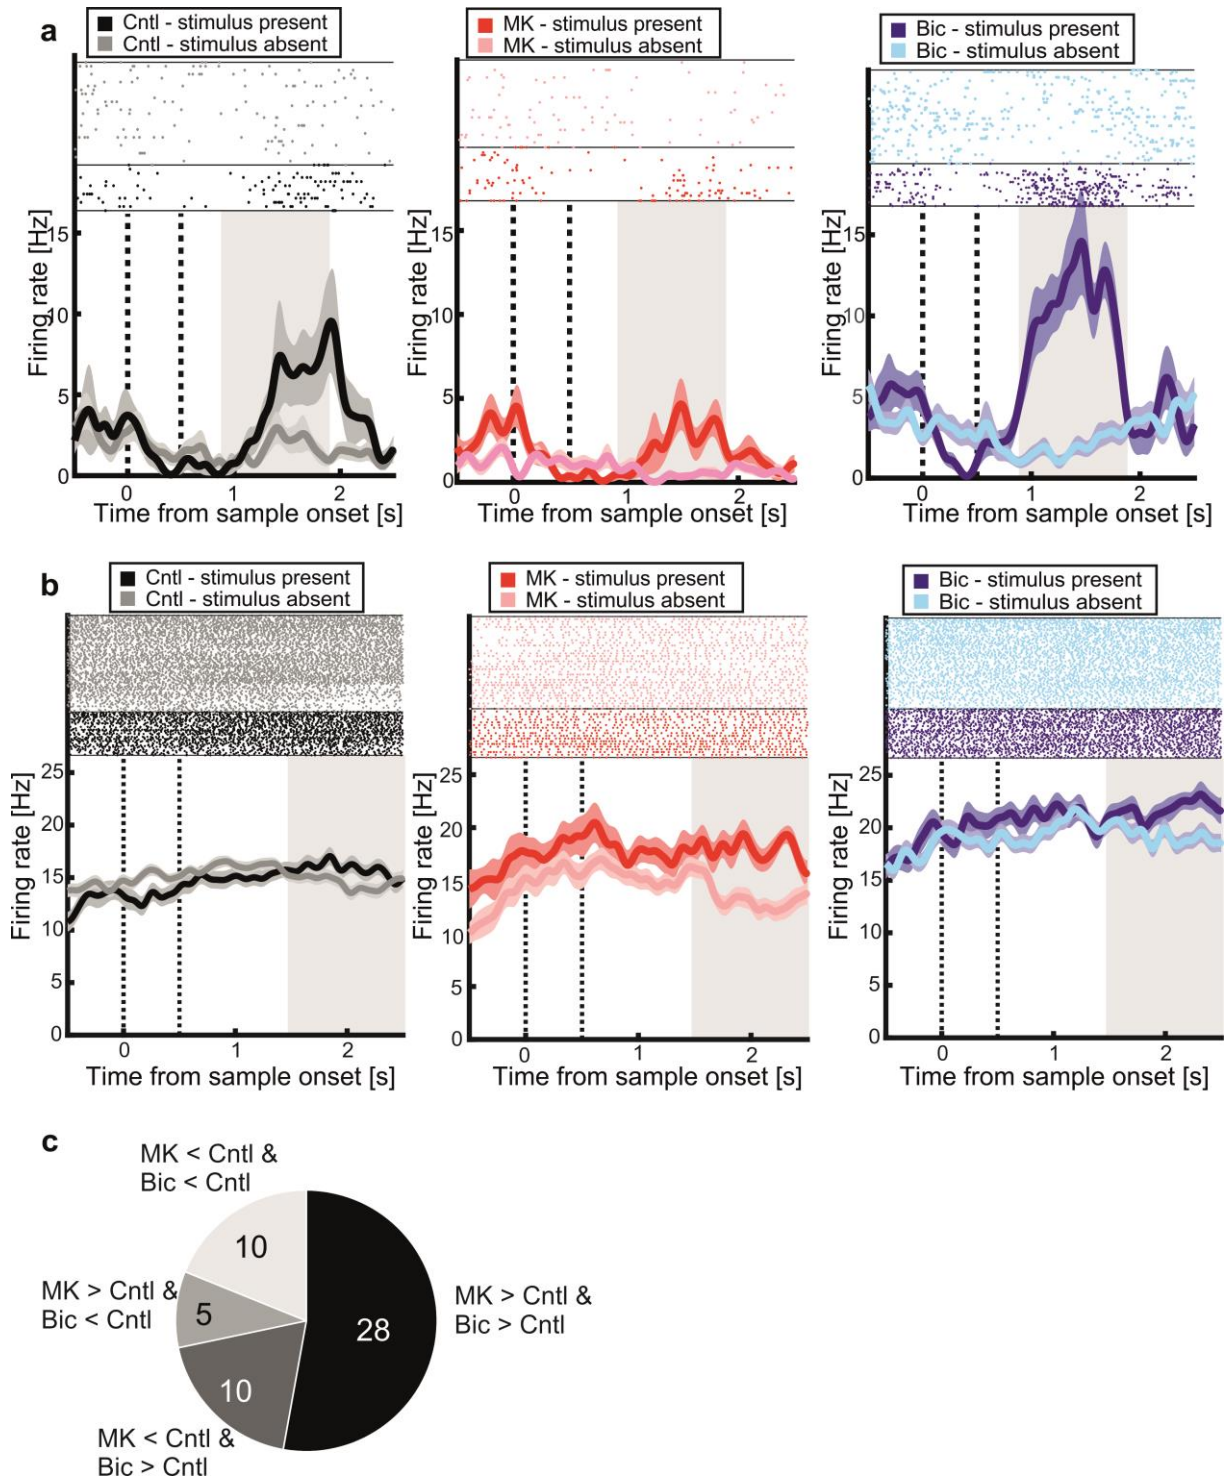 a
Cntl - stimulus present
Cntl - stimulus absent
MK - stimulus present
MK - stimulus absent
Bic - stimulus present
Bic - stimulus absent
Firing rate [Hz]
15
10
5
0
0 1 2
Time from sample onset [s]
Firing rate [Hz]
15
10
5
0
0 1 2
Time from sample onset [s]
Firing rate [Hz]
15
10
5
0
0 1 2
Time from sample onset [s]
b
Cntl - stimulus present
Cntl - stimulus absent
MK - stimulus present
MK - stimulus absent
Bic - stimulus present
Bic - stimulus absent
Firing rate [Hz]
25
20
15
10
5
0
0 1 2
Time from sample onset [s]
Firing rate [Hz]
25
20
15
10
5
0
0 1 2
Time from sample onset [s]
Firing rate [Hz]
25
20
15
10
5
0
0 1 2
Time from sample onset [s]
c
MK < Cntl &
Bic < Cntl
10
MK > Cntl &
Bic < Cntl
5
28
MK > Cntl &
Bic > Cntl
10
MK < Cntl &
Bic > Cntl